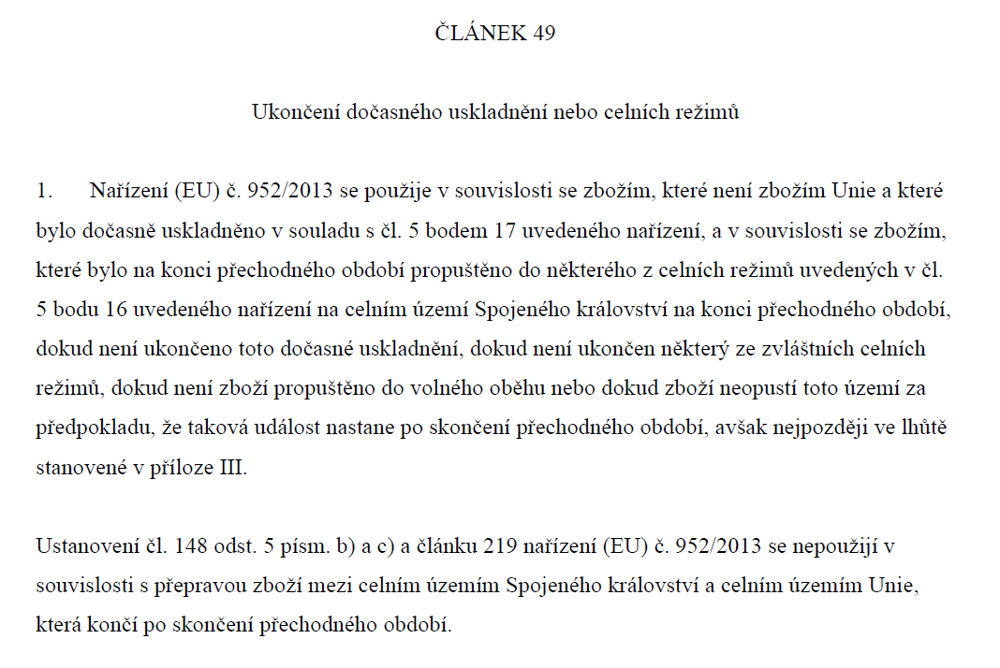 ČLÁNEK 49
Ukončení dočasného uskladnění nebo celních režimů
1. Nařízení (EU) č. 952/2013 se použije v souvislosti se zbožím, které není zbožím Unie a které
bylo dočasně uskladněno v souladu s čl. 5 bodem 17 uvedeného nařízení, a v souvislosti se zbožím,
které bylo na konci přechodného období propuštěno do některého z celních režimů uvedených v čl.
5 bodu 16 uvedeného nařízení na celním území Spojeného království na konci přechodného období,
dokud není ukončeno toto dočasné uskladnění, dokud není ukončen některý ze zvláštních celních
režimů, dokud není zboží propuštěno do volného oběhu nebo dokud zboží neopustí toto území za
předpokladu, že taková událost nastane po skončení přechodného období, avšak nejpozději ve lhůtě
stanovené v příloze III.
Ustanovení čl. 148 odst. 5 písm. b) a c) a článku 219 nařízení (EU) č. 952/2013 se nepoužijí v
souvislosti s přepravou zboží mezi celním územím Spojeného království a celním územím Unie,
která končí po skončení přechodného období.